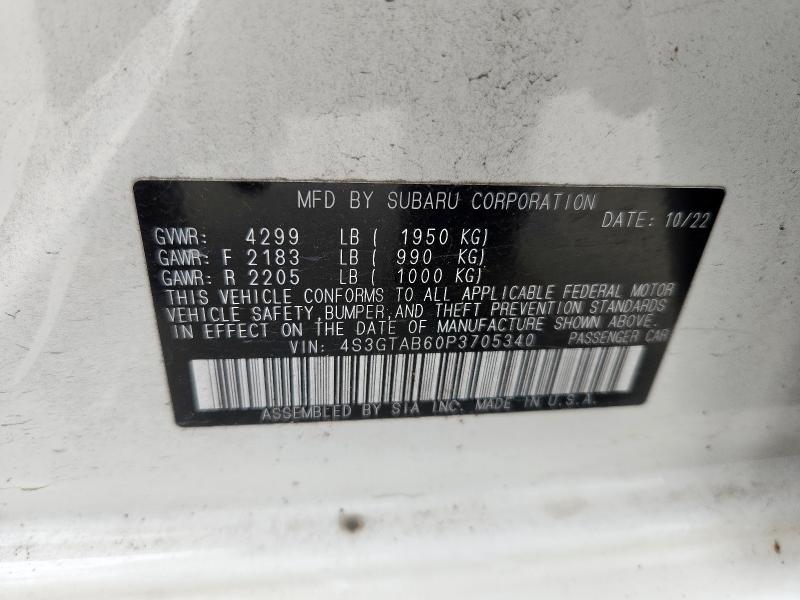 MFD BY SUBARU CORPORATION
DATE: 10/22
GVWR: 4299 LB ( 1950 KG)
GAWR: F 2183 LB ( 990 KG)
GAWR: R 2205 LB ( 1000 KG)
THIS VEHICLE CONFORMS TO ALL APPLICABLE FEDERAL MOTOR
VEHICLE SAFETY, BUMPER, AND THEFT PREVENTION STANDARDS
IN EFFECT ON THE DATE OF MANUFACTURE SHOWN ABOVE.
VIN: 4S3GTAB60P3705340 PASSENGER CAR
ASSEMBLED BY SIA INC. MADE IN U.S.A.